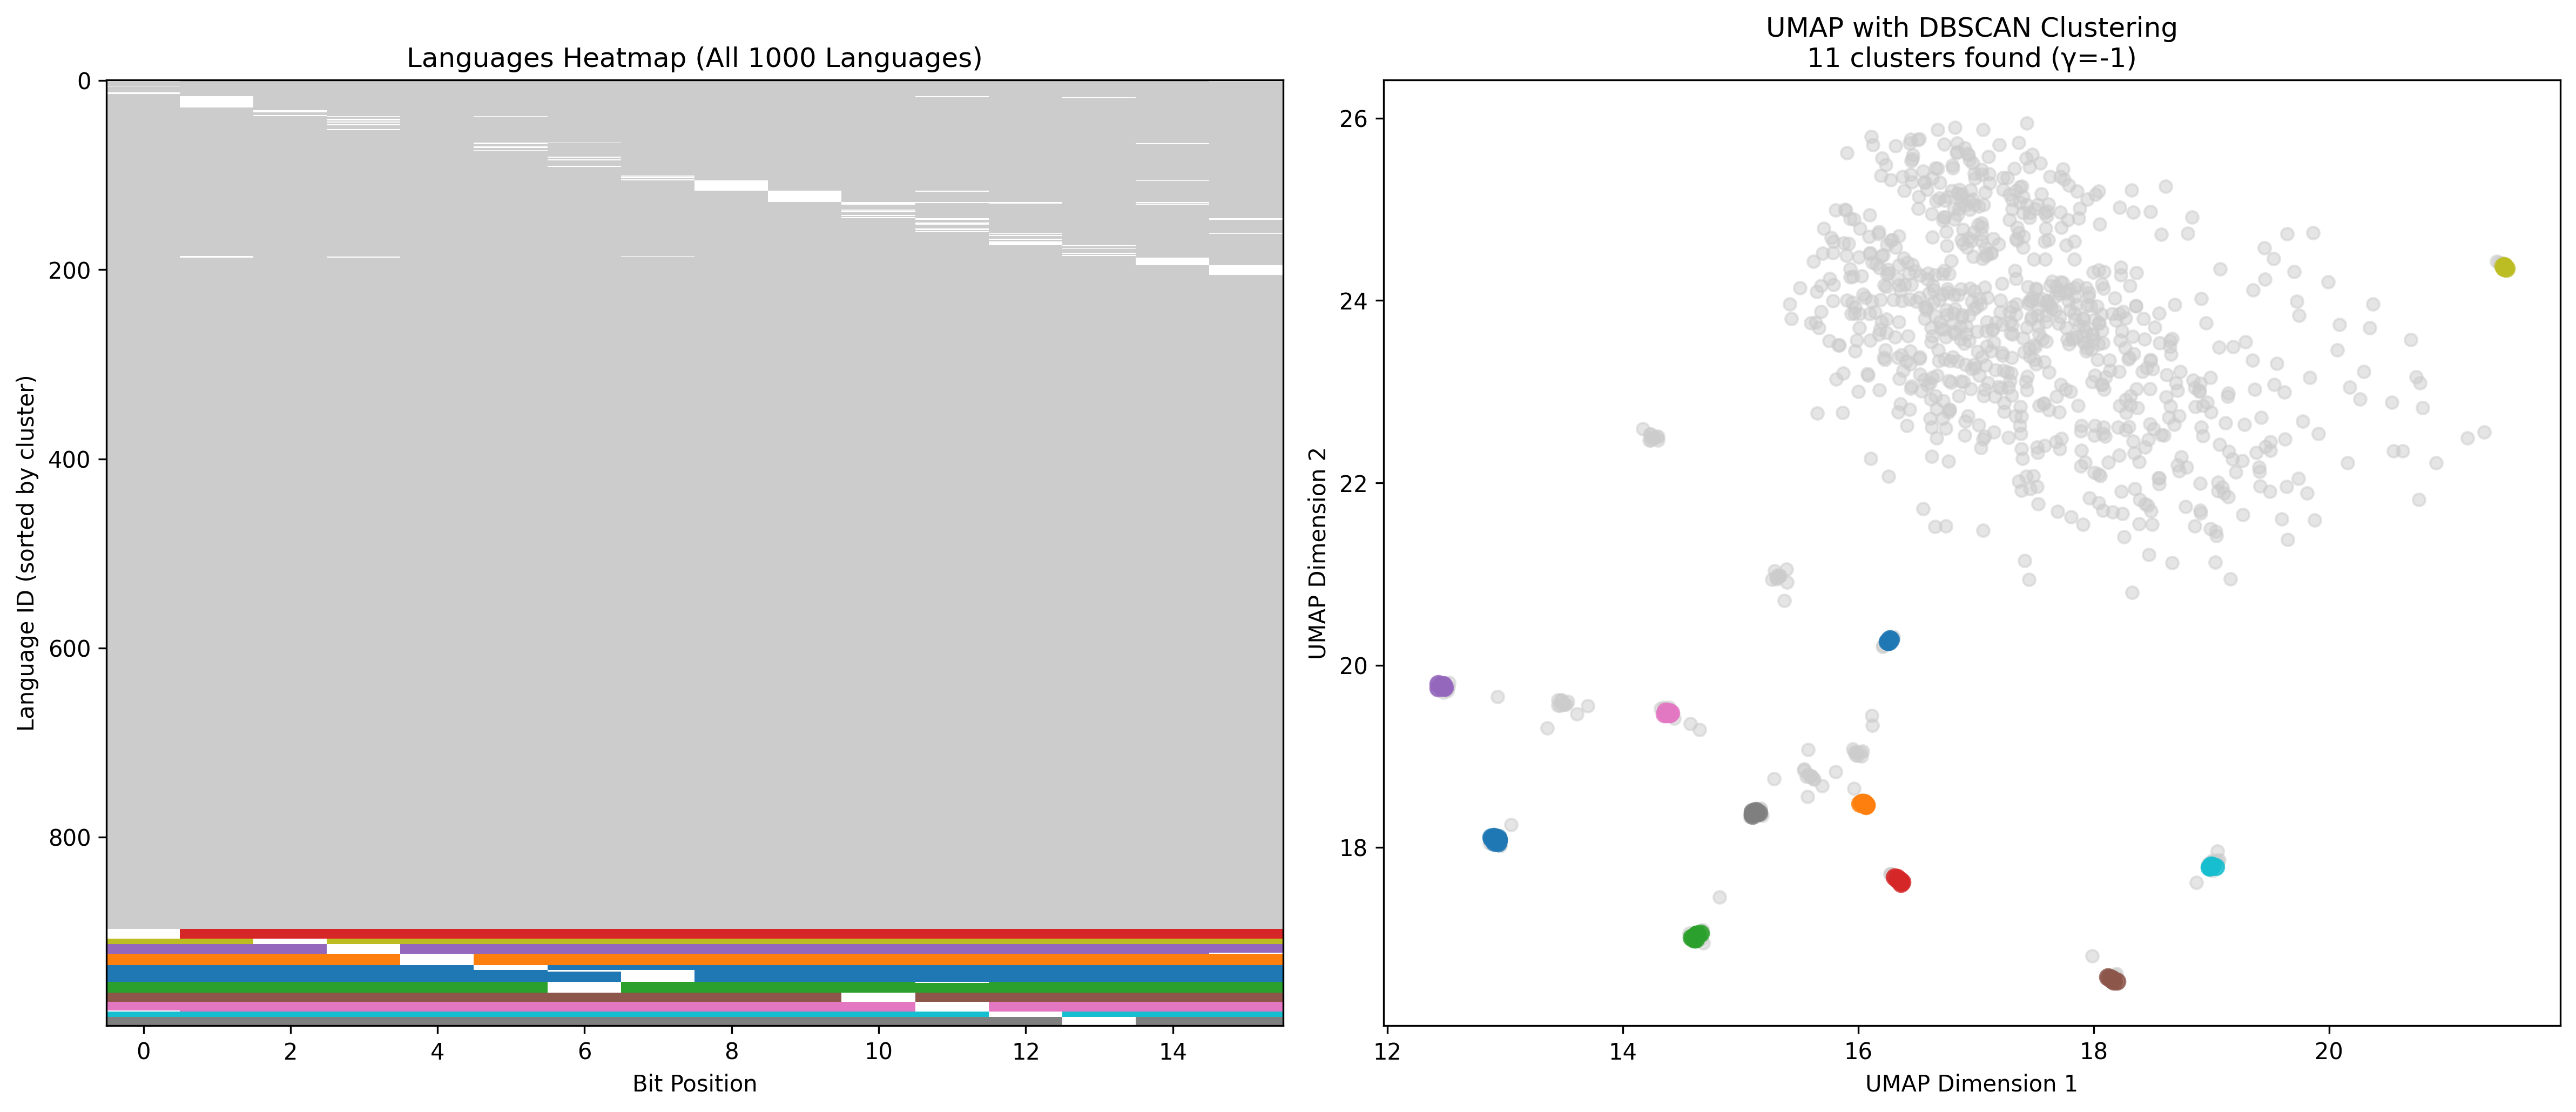 Languages Heatmap (All 1000 Languages)
0
200
400
600
800
Language ID (sorted by cluster)
0 2 4 6 8 10 12 14
Bit Position
UMAP with DBSCAN Clustering
11 clusters found (γ=-1)
26
24
22
20
18
UMAP Dimension 2
12 14 16 18 20
UMAP Dimension 1